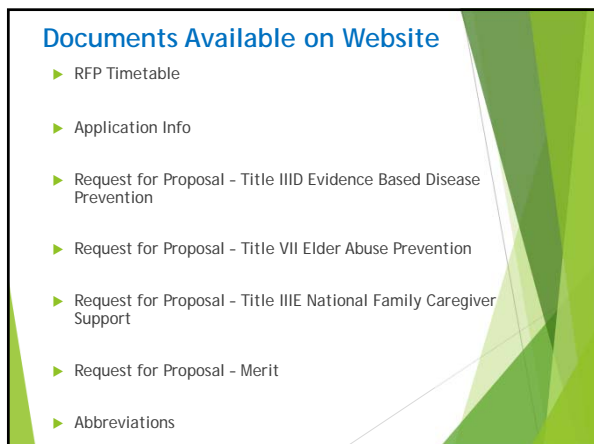 Documents Available on Website
RFP Timetable
Application Info
Request for Proposal - Title IIID Evidence Based Disease
Prevention
Request for Proposal - Title VII Elder Abuse Prevention
Request for Proposal - Title IIIE National Family Caregiver
Support
Request for Proposal - Merit
Abbreviations